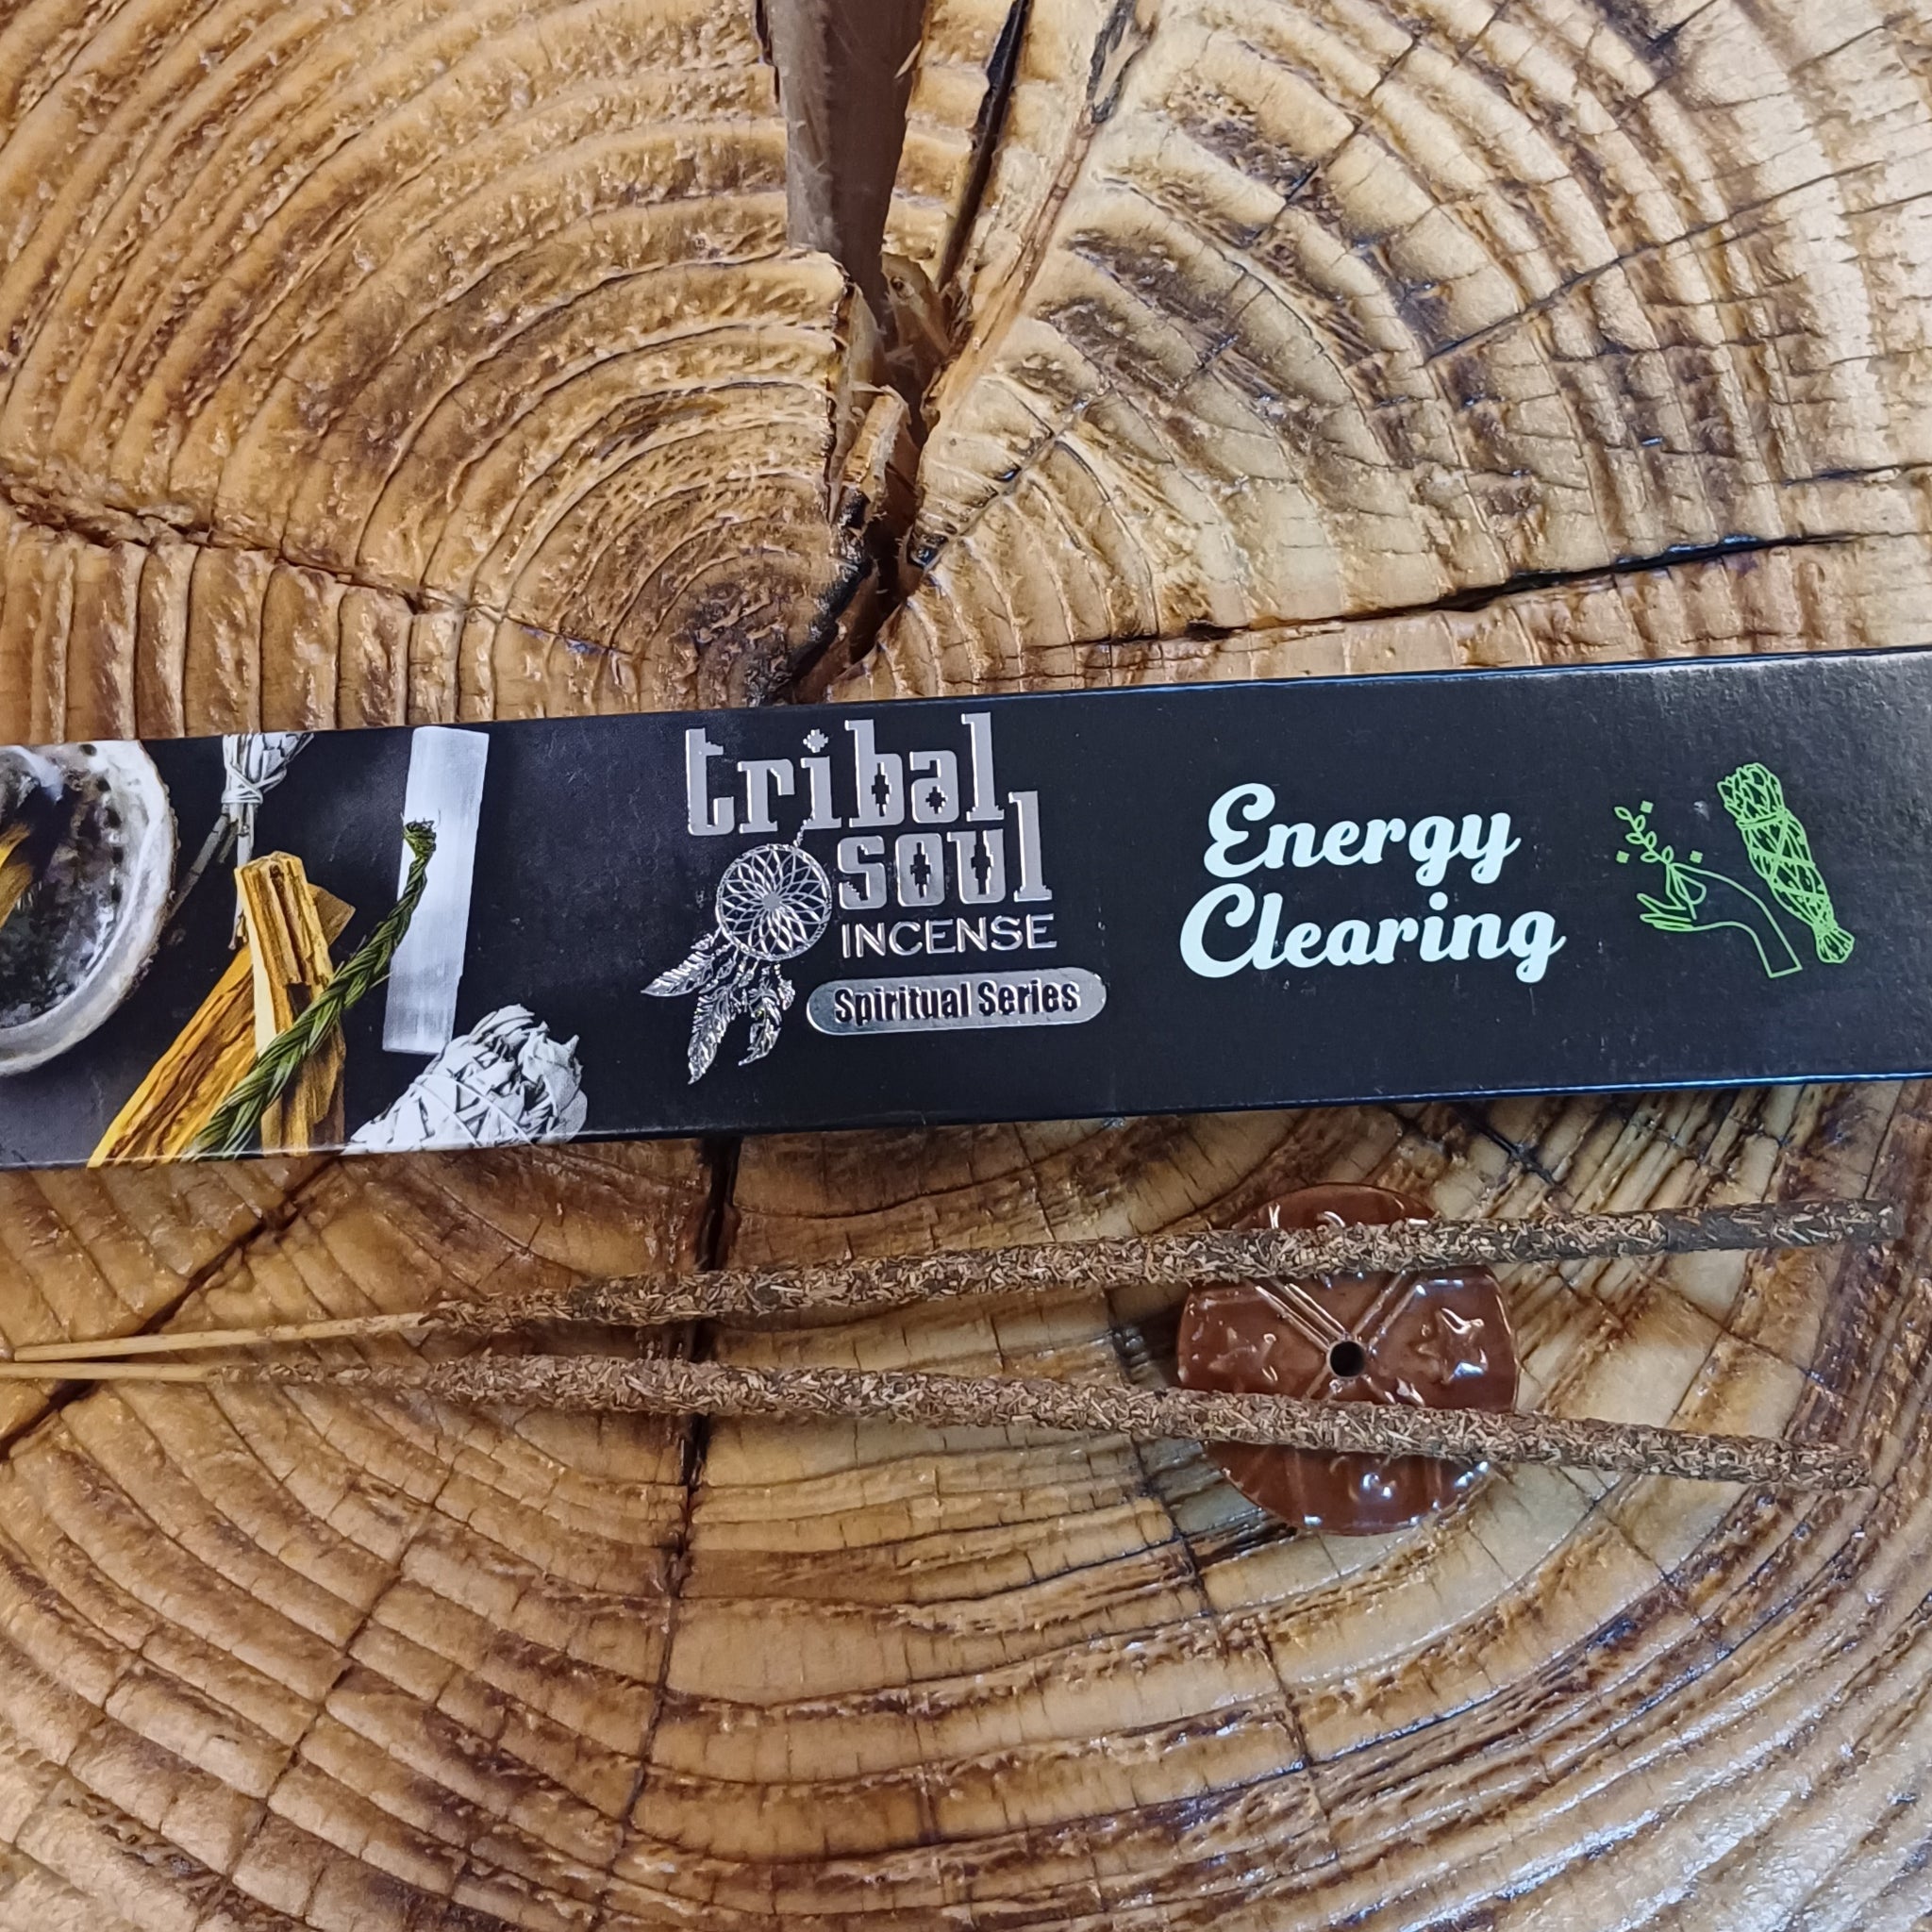 tribal
soul
INCENSE
Spiritual Series
Energy
Clearing